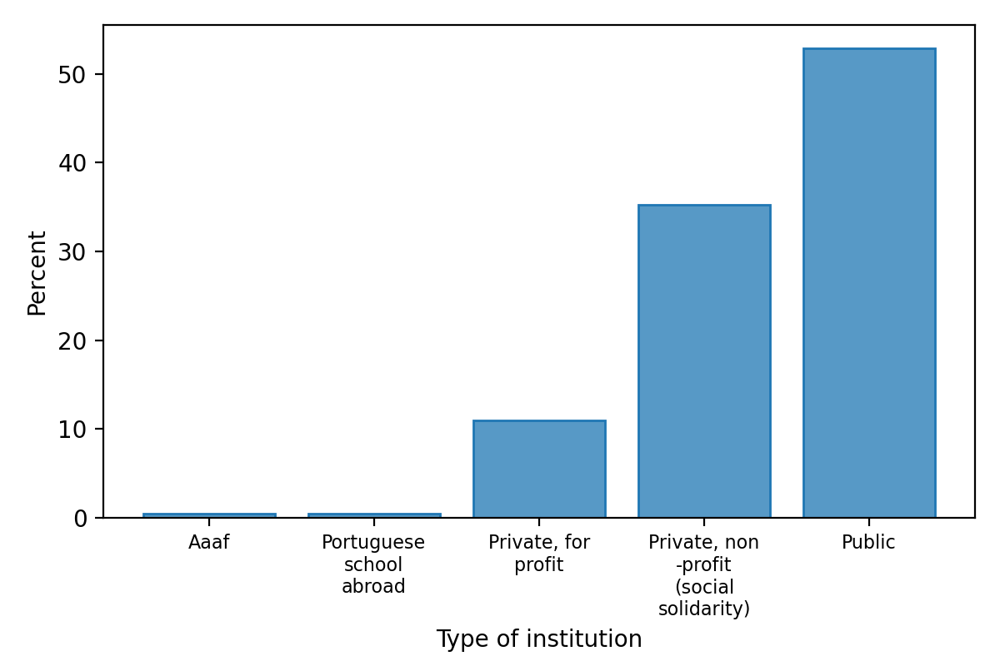 50
40
30
20
10
0
Percent
Aaaf
Portuguese
school
abroad
Private, for
profit
Private, non
-profit
(social
solidarity)
Public
Type of institution